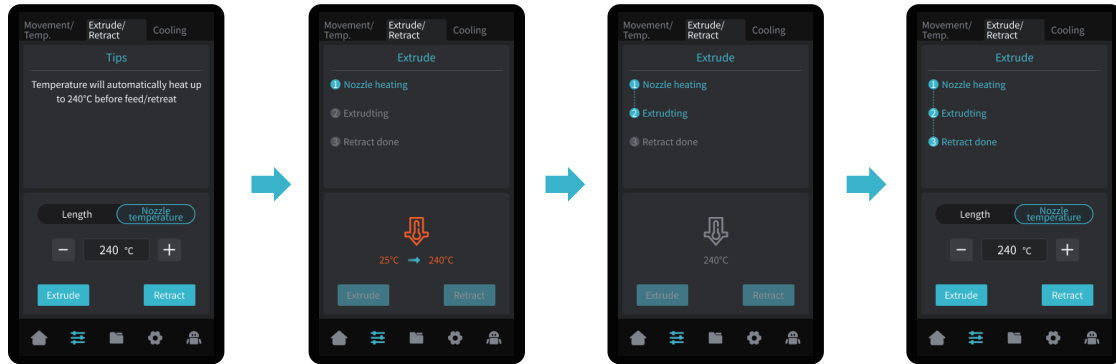 Movement/
Temp.
Extrude/
Retract
Cooling
Tips
Temperature will automatically heat up
to 240°C before feed/retreat
Length
Nozzle
temperature
− 240 °C +
Extrude
Retract
Movement/
Temp.
Extrude/
Retract
Cooling
Extrude
1 Nozzle heating
2 Extrudting
3 Retract done
25°C → 240°C
Extrude
Retract
Movement/
Temp.
Extrude/
Retract
Cooling
Extrude
1 Nozzle heating
2 Extrudting
3 Retract done
240°C
Extrude
Retract
Movement/
Temp.
Extrude/
Retract
Cooling
Extrude
1 Nozzle heating
2 Extrudting
3 Retract done
Length
Nozzle
temperature
− 240 °C +
Extrude
Retract